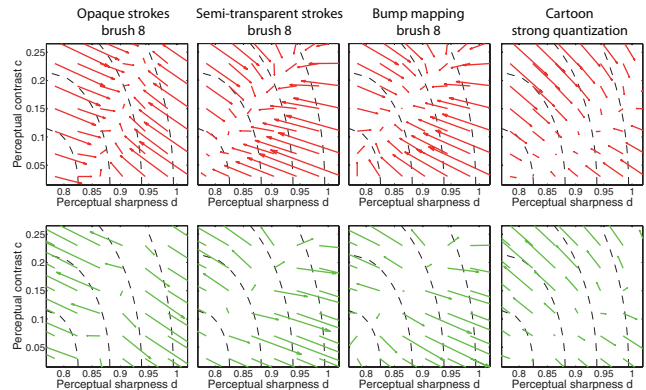 Opaque strokes
brush 8
Semi-transparent strokes
brush 8
Bump mapping
brush 8
Cartoon
strong quantization
Perceptual contrast c
0.25
0.2
0.15
0.1
0.05
0.8 0.85 0.9 0.95 1
Perceptual sharpness d
0.8 0.85 0.9 0.95 1
Perceptual sharpness d
0.8 0.85 0.9 0.95 1
Perceptual sharpness d
0.8 0.85 0.9 0.95 1
Perceptual sharpness d
Perceptual contrast c
0.25
0.2
0.15
0.1
0.05
0.8 0.85 0.9 0.95 1
Perceptual sharpness d
0.8 0.85 0.9 0.95 1
Perceptual sharpness d
0.8 0.85 0.9 0.95 1
Perceptual sharpness d
0.8 0.85 0.9 0.95 1
Perceptual sharpness d